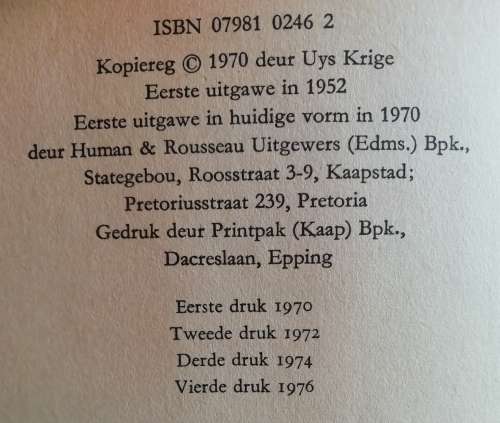 ISBN 07981 0246 2
Kopiereg © 1970 deur Uys Krige
Eerste uitgawe in 1952
Eerste uitgawe in huidige vorm in 1970
deur Human & Rousseau Uitgewers (Edms.) Bpk.,
Stategebou, Roosstraat 3-9, Kaapstad;
Pretoriusstraat 239, Pretoria
Gedruk deur Printpak (Kaap) Bpk.,
Dacreslaan, Epping
Eerste druk 1970
Tweede druk 1972
Derde druk 1974
Vierde druk 1976